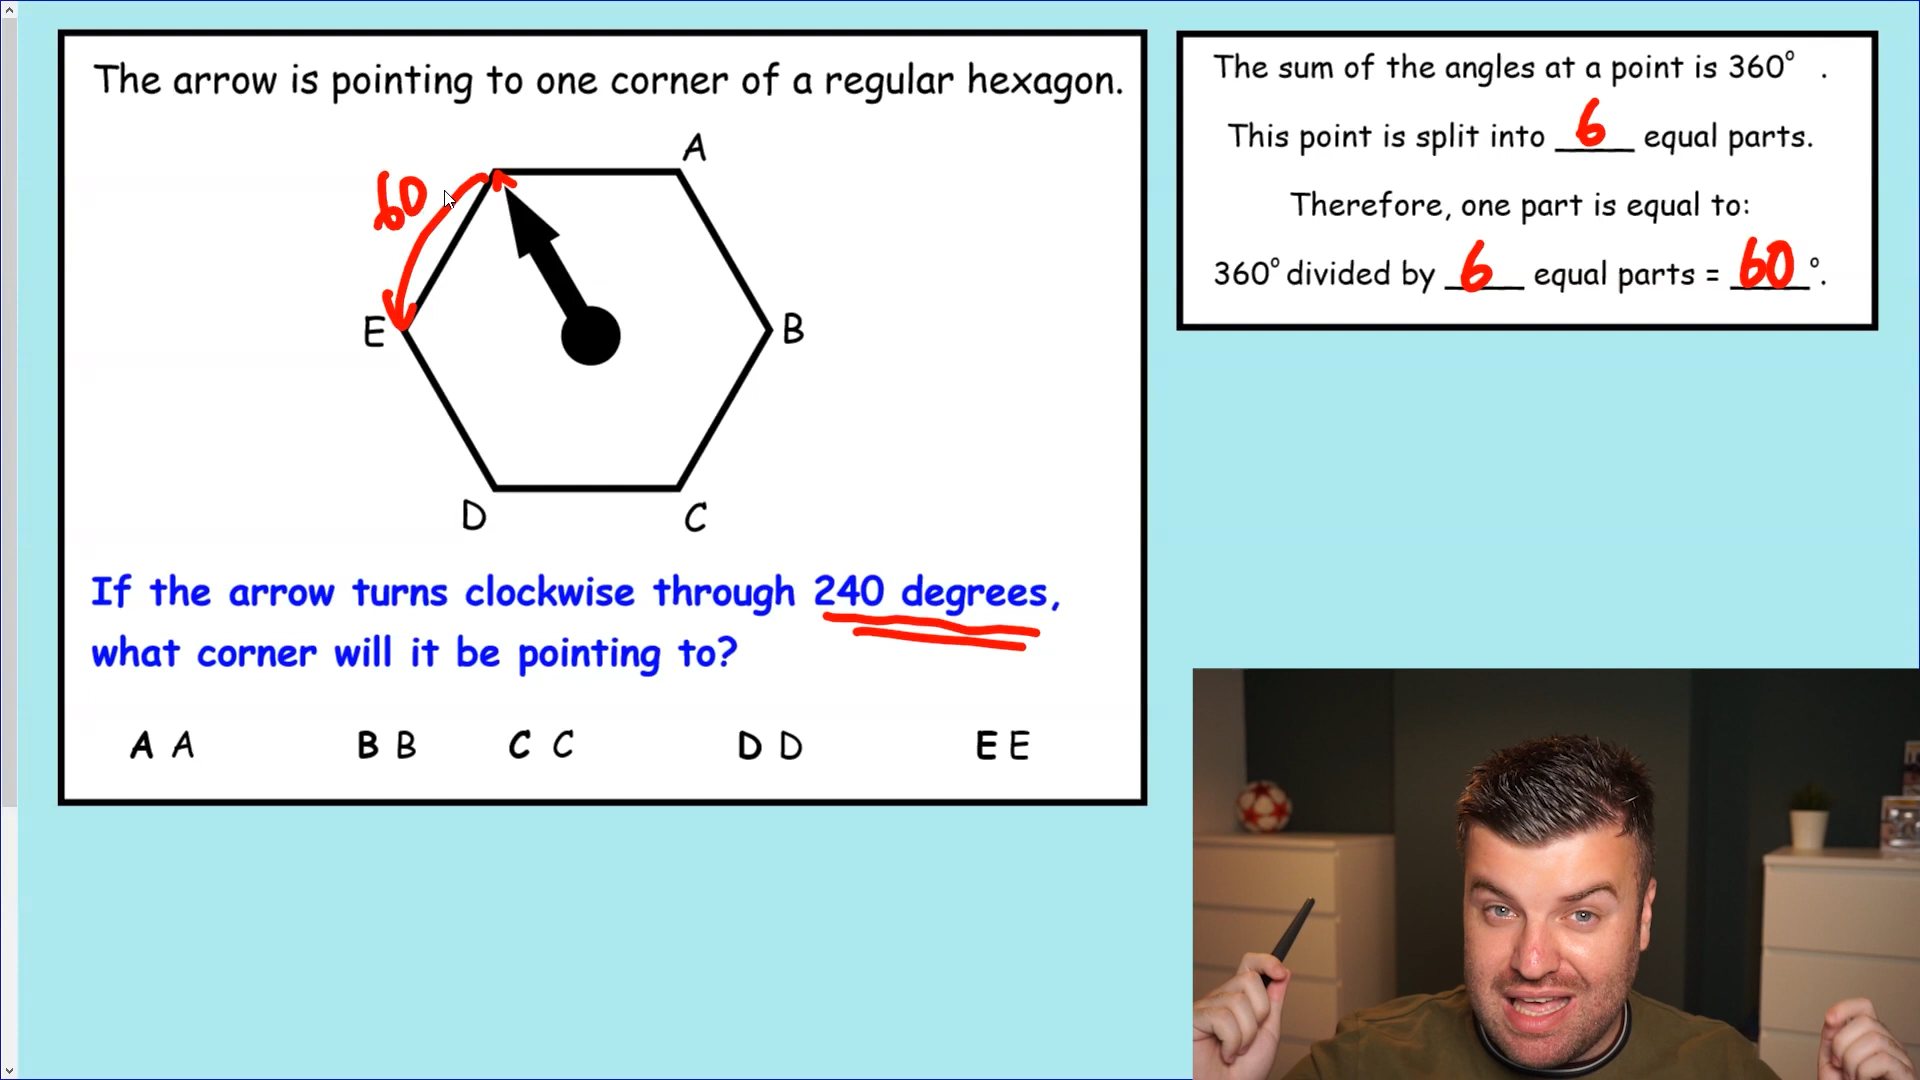 The arrow is pointing to one corner of a regular hexagon.
A
60
E
B
D
C
If the arrow turns clockwise through 240 degrees,
what corner will it be pointing to?
A A
B B
C C
D D
E E
The sum of the angles at a point is 360° .
This point is split into 6 equal parts.
Therefore, one part is equal to:
360° divided by 6 equal parts = 60°.